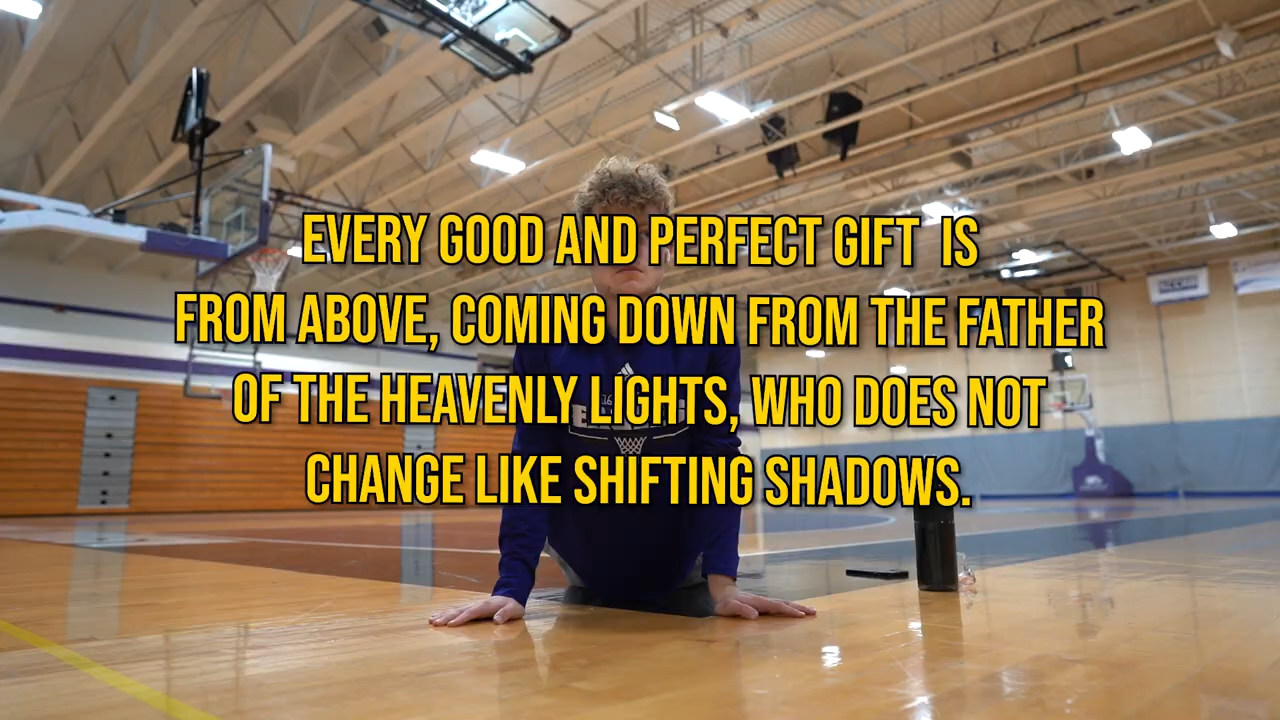 EVERY GOOD AND PERFECT GIFT IS
FROM ABOVE, COMING DOWN FROM THE FATHER
OF THE HEAVENLY LIGHTS, WHO DOES NOT
CHANGE LIKE SHIFTING SHADOWS.